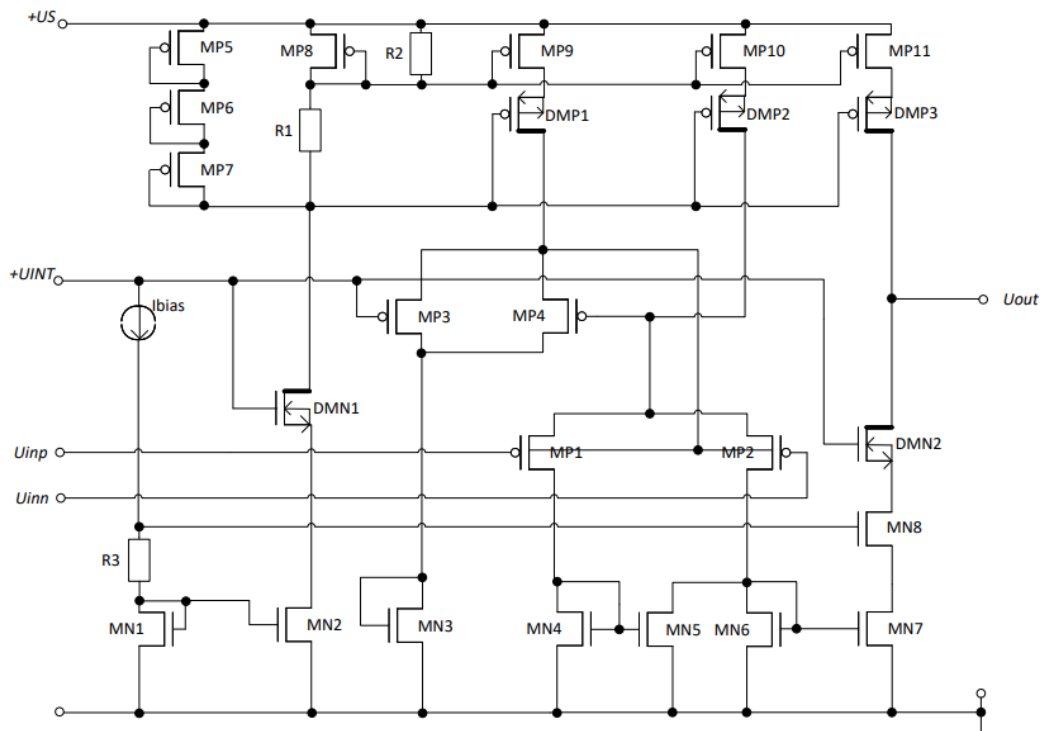 +US
MP5
MP8
R2
MP9
MP10
MP11
MP6
R1
DMP1
DMP2
DMP3
MP7
+UINT
Ibias
MP3
MP4
Uout
DMN1
DMN2
Uinp
MP1
MP2
Uinn
MN8
R3
MN1
MN2
MN3
MN4
MN5
MN6
MN7